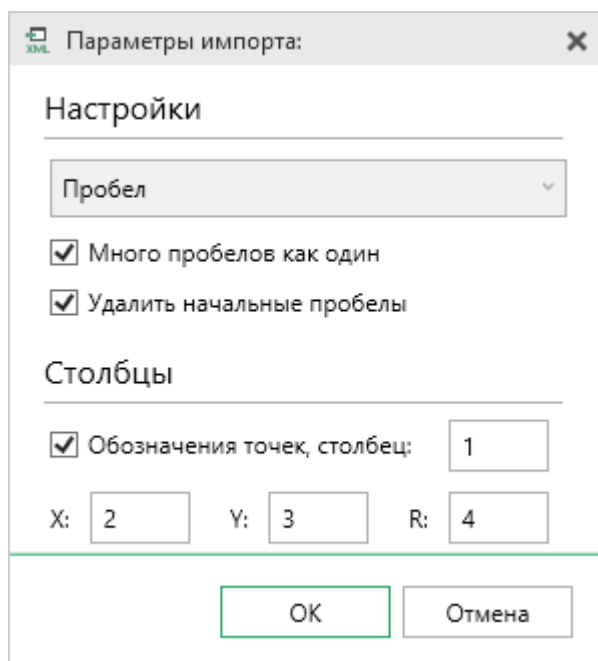 XML Параметры импорта:
Настройки
Пробел
Много пробелов как один
Удалить начальные пробелы
Столбцы
Обозначения точек, столбец: 1
X: 2 Y: 3 R: 4
ОК Отмена